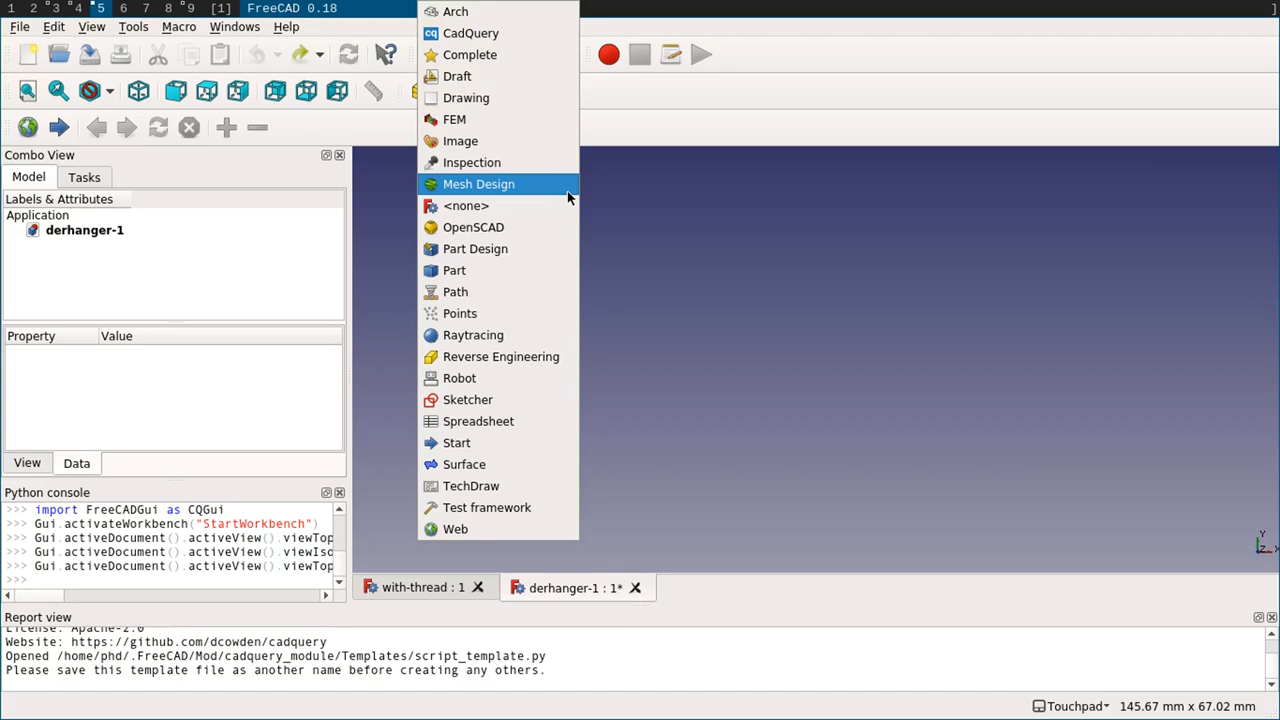 1 2 °3 °4 5 6 7 8 °9 [1] FreeCAD 0.18 ]
File Edit View Tools Macro Windows Help
Arch
cq CadQuery
Complete
Draft
Drawing
FEM
Image
Inspection
Mesh Design
<none>
OpenSCAD
Part Design
Part
Path
Points
Raytracing
Reverse Engineering
Robot
Sketcher
Spreadsheet
Start
Surface
TechDraw
Test framework
Web
Combo View
Model Tasks
Labels & Attributes
Application
derhanger-1
Property Value
View Data
Python console
>>> import FreeCADGui as CQGui
>>> Gui.activateWorkbench("StartWorkbench")
>>> Gui.activeDocument().activeView().viewTop
>>> Gui.activeDocument().activeView().viewIso
>>> Gui.activeDocument().activeView().viewTop
>>>
Y
Z X
with-thread : 1 derhanger-1 : 1*
Report view
License: Apache-2.0
Website: https://github.com/dcowden/cadquery
Opened /home/phd/.FreeCAD/Mod/cadquery_module/Templates/script_template.py
Please save this template file as another name before creating any others.
Touchpad 145.67 mm x 67.02 mm